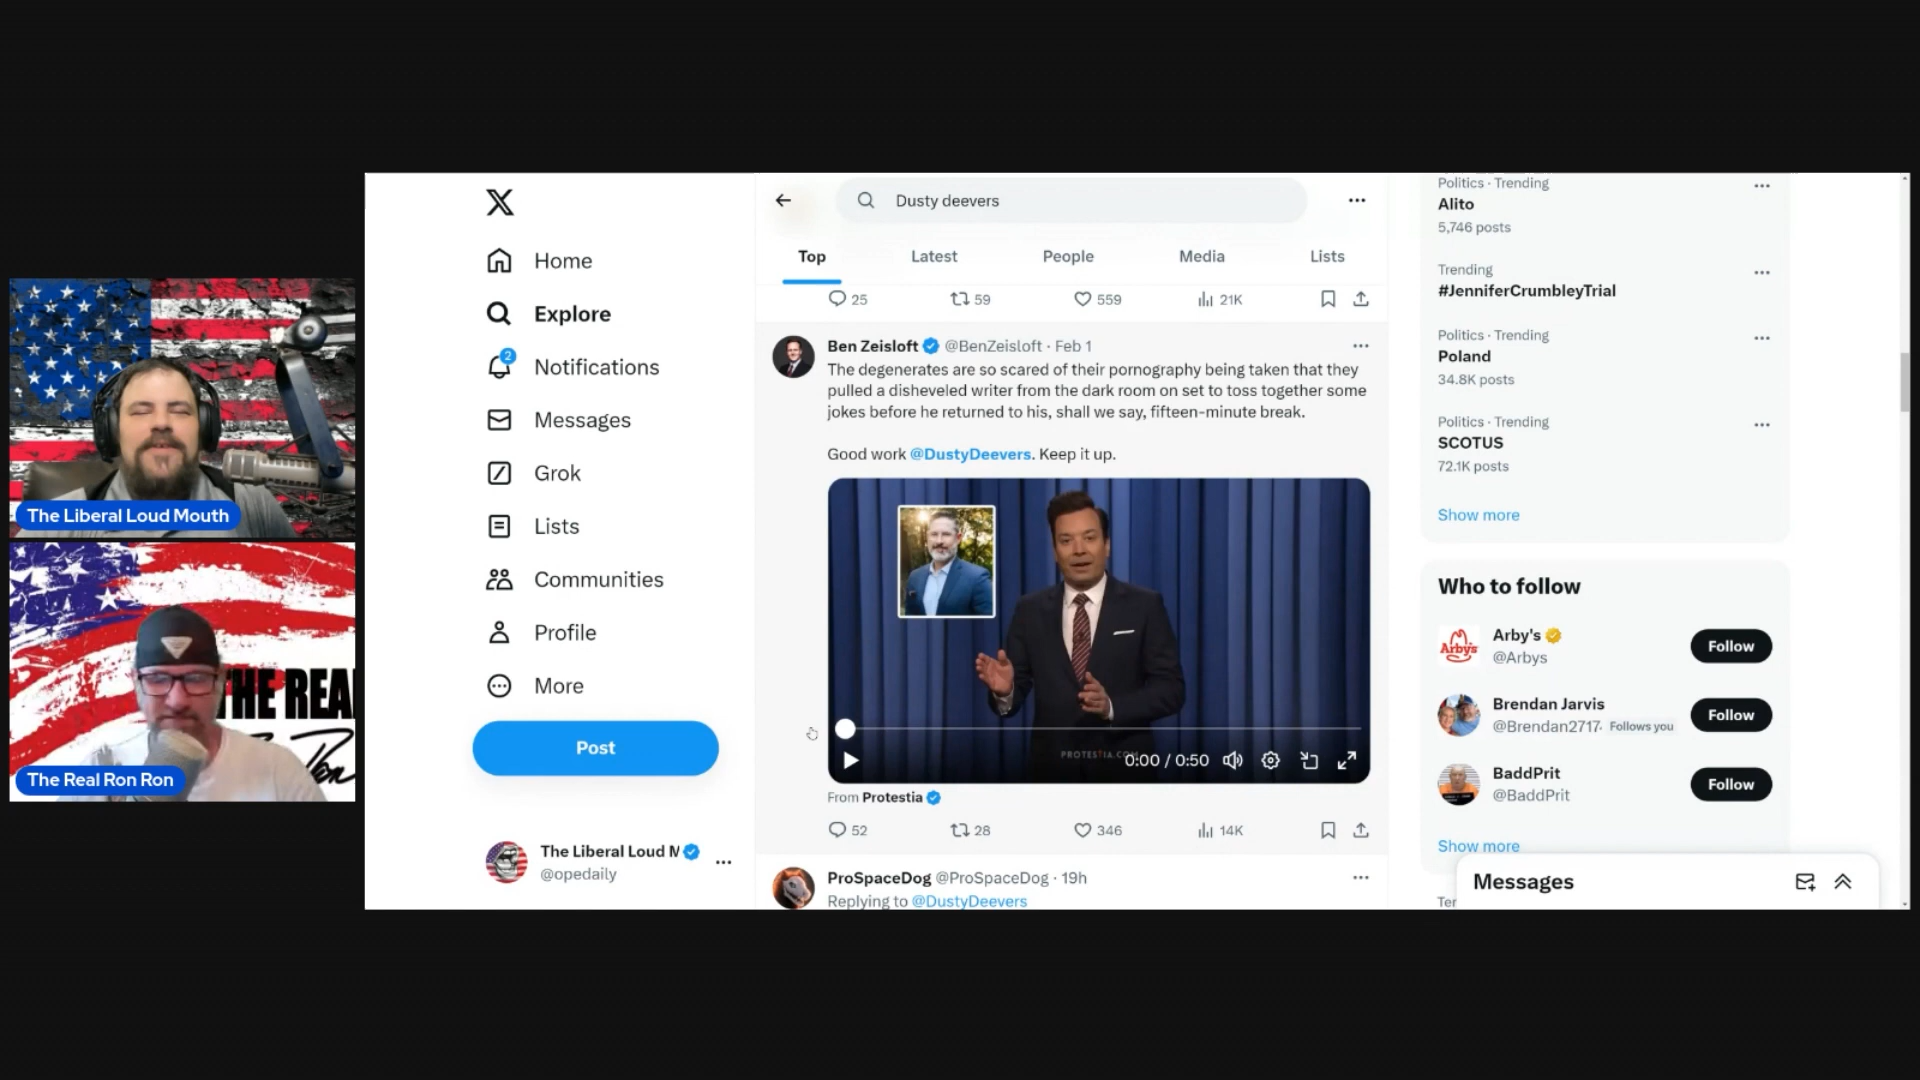 The Liberal Loud Mouth
THE REAL
Ron
The Real Ron Ron
Home
Explore
2
Notifications
Messages
Grok
Lists
Communities
Profile
More
Post
The Liberal Loud M
@opedaily
Dusty deevers
Top
Latest
People
Media
Lists
25
59
559
21K
Ben Zeisloft @BenZeisloft · Feb 1
The degenerates are so scared of their pornography being taken that they
pulled a disheveled writer from the dark room on set to toss together some
jokes before he returned to his, shall we say, fifteen-minute break.
Good work @DustyDeevers. Keep it up.
PROTESTIA.COM
0:00 / 0:50
From Protestia
52
28
346
14K
ProSpaceDog @ProSpaceDog · 19h
Replying to @DustyDeevers
Politics · Trending
Alito
5,746 posts
Trending
#JenniferCrumbleyTrial
Politics · Trending
Poland
34.8K posts
Politics · Trending
SCOTUS
72.1K posts
Show more
Who to follow
Arby's
Arby's
@Arbys
Follow
Brendan Jarvis
@Brendan2717 Follows you
Follow
BaddPrit
@BaddPrit
Follow
Show more
Messages